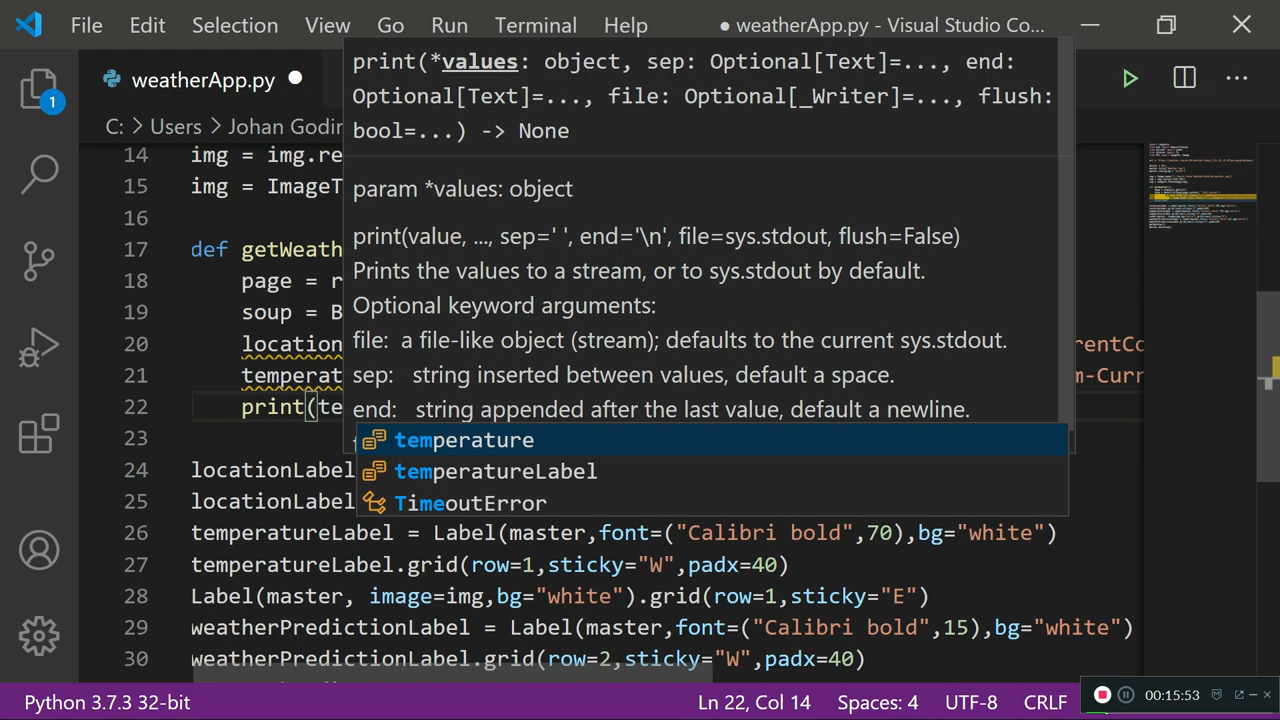 File Edit Selection View Go Run Terminal Help ● weatherApp.py - Visual Studio Co...
weatherApp.py
1
C: > Users > Johan Godin
print(*values: object, sep: Optional[Text]=..., end:
Optional[Text]=..., file: Optional[_Writer]=..., flush:
bool=...) -> None
param *values: object
print(value, ..., sep=' ', end='\n', file=sys.stdout, flush=False)
Prints the values to a stream, or to sys.stdout by default.
Optional keyword arguments:
file: a file-like object (stream); defaults to the current sys.stdout.
sep: string inserted between values, default a space.
end: string appended after the last value, default a newline.
temperature
temperatureLabel
TimeoutError
14 img = img.re
15 img = ImageT
16
17 def getWeath
18 page = r
19 soup = B
20 location rentCo
21 temperat m-Curr
22 print(te
23
24 locationLabel
25 locationLabel
26 temperatureLabel = Label(master,font=("Calibri bold",70),bg="white")
27 temperatureLabel.grid(row=1,sticky="W",padx=40)
28 Label(master, image=img,bg="white").grid(row=1,sticky="E")
29 weatherPredictionLabel = Label(master,font=("Calibri bold",15),bg="white")
30 weatherPredictionLabel.grid(row=2,sticky="W",padx=40)
Python 3.7.3 32-bit Ln 22, Col 14 Spaces: 4 UTF-8 CRLF
00:15:53